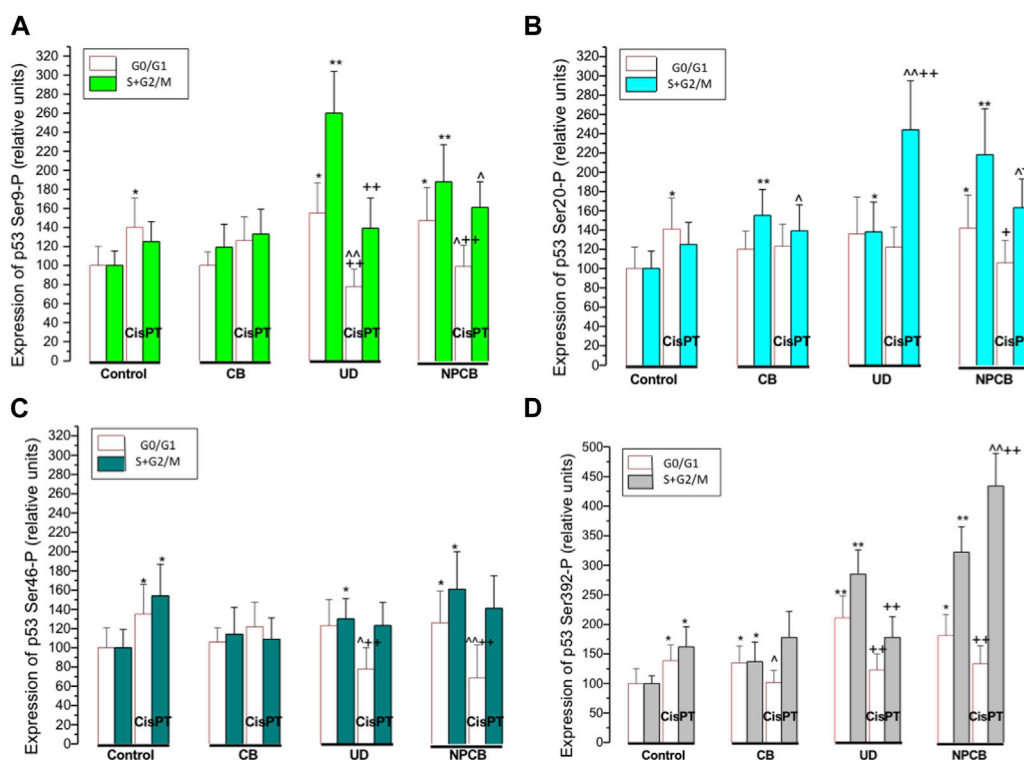 A
Expression of p53 Ser9-P (relative units)
320
300
280
260
240
220
200
180
160
140
120
100
80
60
40
20
0
G0/G1
S+G2/M
*
**
*
^^
++
++
*
**
^++
^
CisPT
CisPT
CisPT
CisPT
Control
CB
UD
NPCB
B
Expression of p53 Ser20-P (relative units)
320
300
280
260
240
220
200
180
160
140
120
100
80
60
40
20
0
G0/G1
S+G2/M
*
**
^
*
^^++
*
**
+
CisPT
CisPT
CisPT
CisPT
Control
CB
UD
NPCB
C
Expression of p53 Ser46-P (relative units)
320
300
280
260
240
220
200
180
160
140
120
100
80
60
40
20
0
G0/G1
S+G2/M
*
*
*
^++
*
*
^^++
CisPT
CisPT
CisPT
CisPT
Control
CB
UD
NPCB
D
Expression of p53 Ser392-P (relative units)
500
450
400
350
300
250
200
150
100
50
0
G0/G1
S+G2/M
*
*
*
*
^
**
**
++
++
*
**
++
^^++
CisPT
CisPT
CisPT
CisPT
Control
CB
UD
NPCB